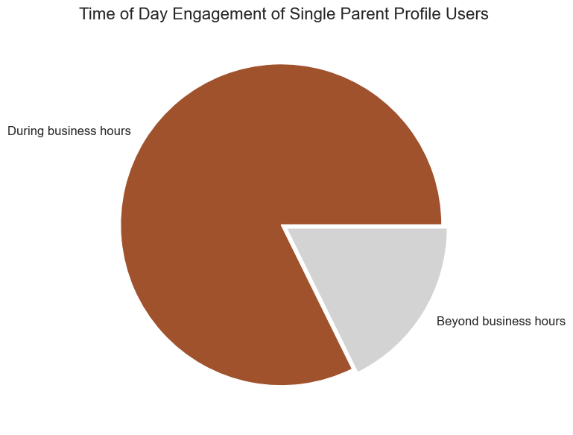 Time of Day Engagement of Single Parent Profile Users
During business hours
Beyond business hours